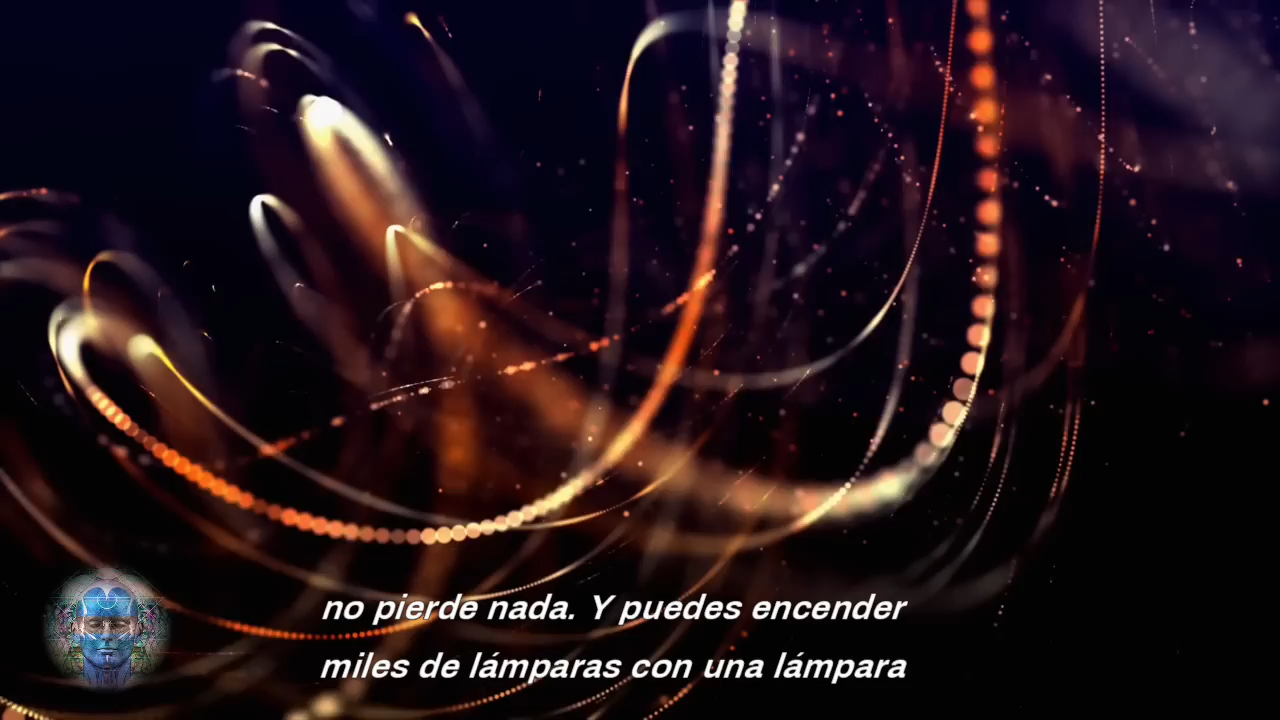 no pierde nada. Y puedes encender
miles de lámparas con una lámpara